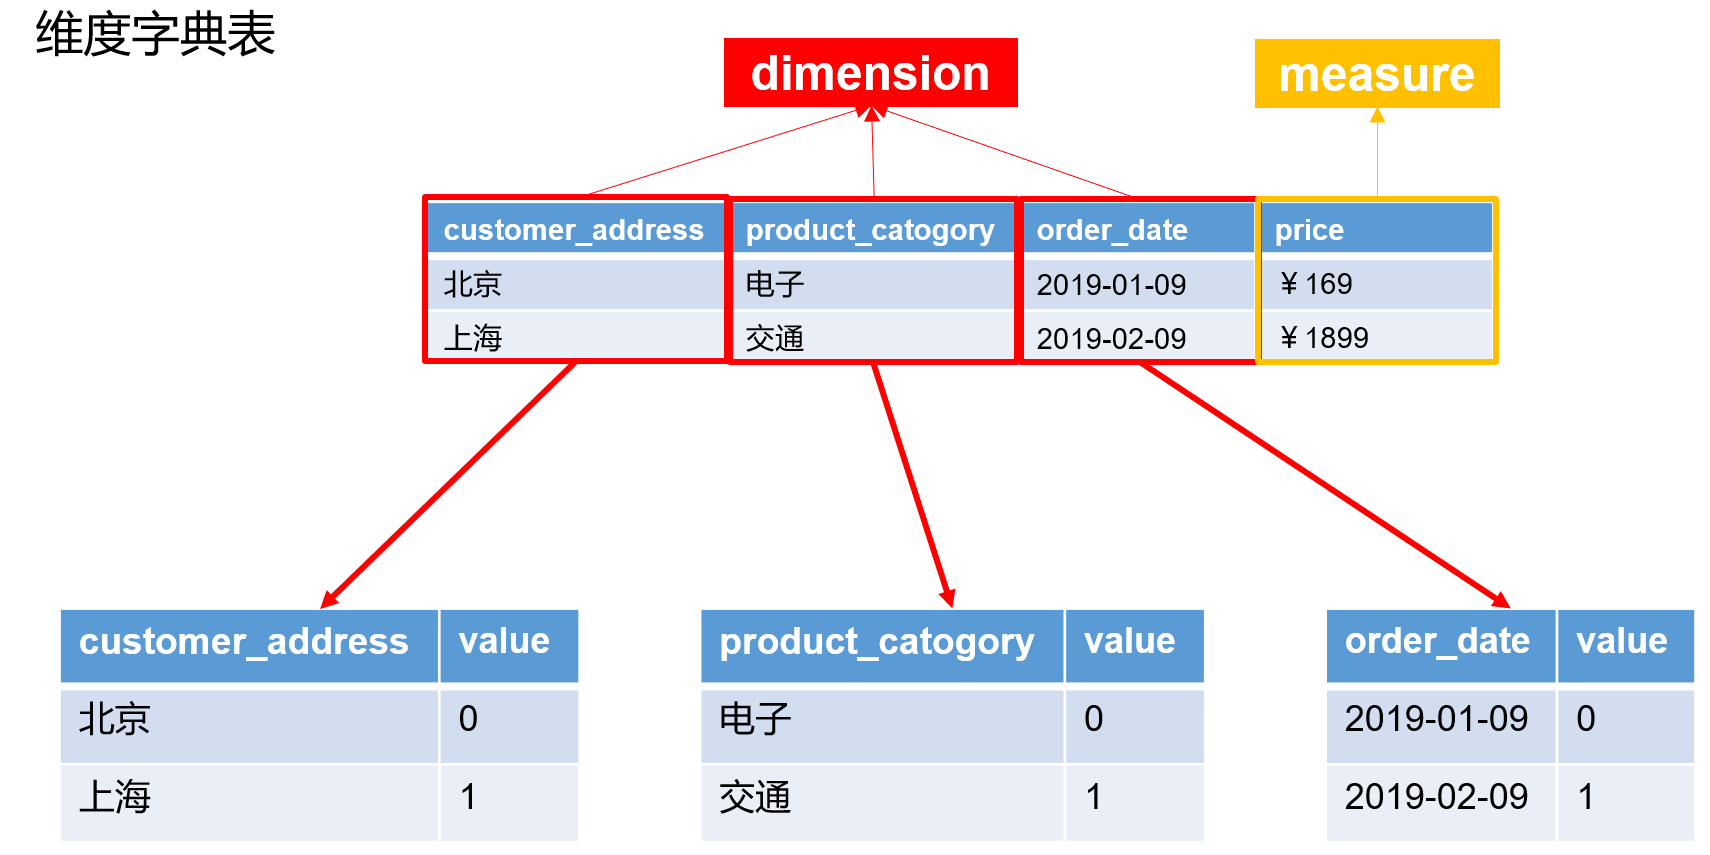 维度字典表
dimension measure
customer_address product_catogory order_date price
北京 电子 2019-01-09 ¥169
上海 交通 2019-02-09 ¥1899
customer_address value product_catogory value order_date value
北京 0 电子 0 2019-01-09 0
上海 1 交通 1 2019-02-09 1